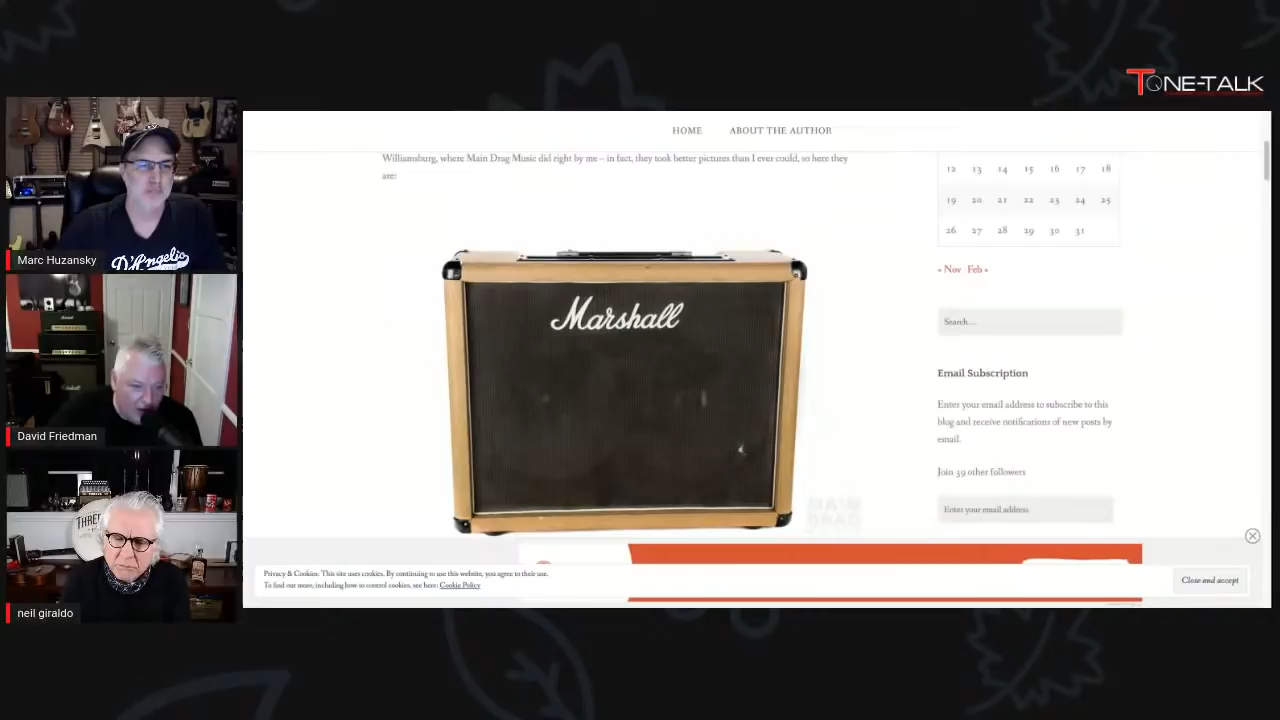 TONE-TALK
HOME ABOUT THE AUTHOR
Williamsburg, where Main Drag Music did right by me – in fact, they took better pictures than I ever could, so here they
are:
12 13 14 15 16 17 18
19 20 21 22 23 24 25
26 27 28 29 30 31
« Nov Feb »
Search…
Email Subscription
Enter your email address to subscribe to this
blog and receive notifications of new posts by
email.
Join 39 other followers
Enter your email address
Marshall
MAIN
DRAG
Privacy & Cookies: This site uses cookies. By continuing to use this website, you agree to their use.
To find out more, including how to control cookies, see here: Cookie Policy
Close and accept
D'Angelico
Marc Huzansky
David Friedman
THREE
neil giraldo